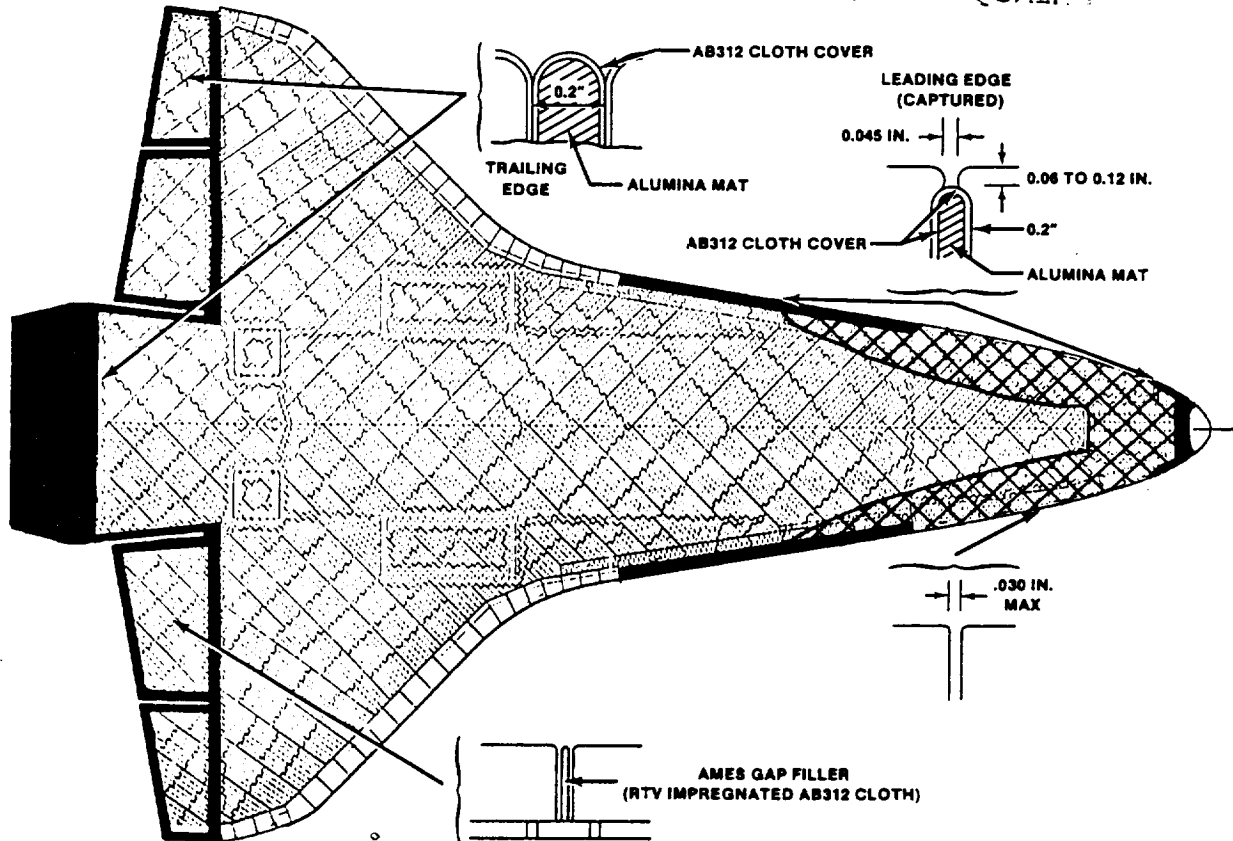 AB312 CLOTH COVER
0.2"
TRAILING
EDGE
ALUMINA MAT
LEADING EDGE
(CAPTURED)
0.045 IN.
0.06 TO 0.12 IN.
AB312 CLOTH COVER
0.2"
ALUMINA MAT
.030 IN.
MAX
AMES GAP FILLER
(RTV IMPREGNATED AB312 CLOTH)